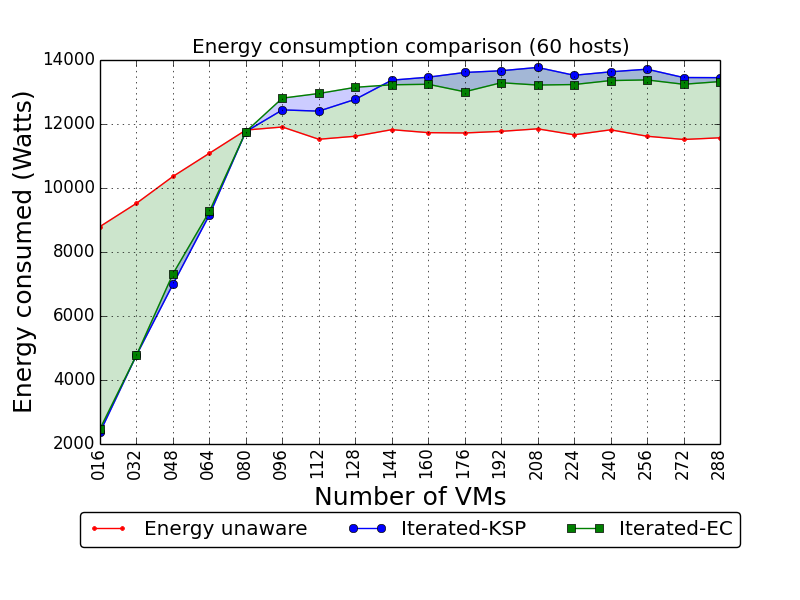 Energy consumption comparison (60 hosts)
14000
12000
10000
8000
6000
4000
2000
Energy consumed (Watts)
016 032 048 064 080 096 112 128 144 160 176 192 208 224 240 256 272 288
Number of VMs
Energy unaware Iterated-KSP Iterated-EC